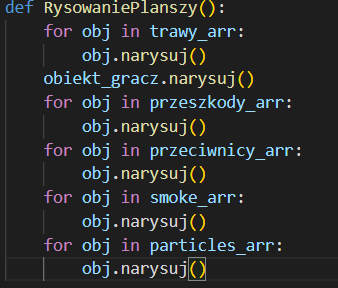 def RysowaniePlanszy():
    for obj in trawy_arr:
        obj.narysuj()
    obiekt_gracz.narysuj()
    for obj in przeszkody_arr:
        obj.narysuj()
    for obj in przeciwnicy_arr:
        obj.narysuj()
    for obj in smoke_arr:
        obj.narysuj()
    for obj in particles_arr:
        obj.narysuj()